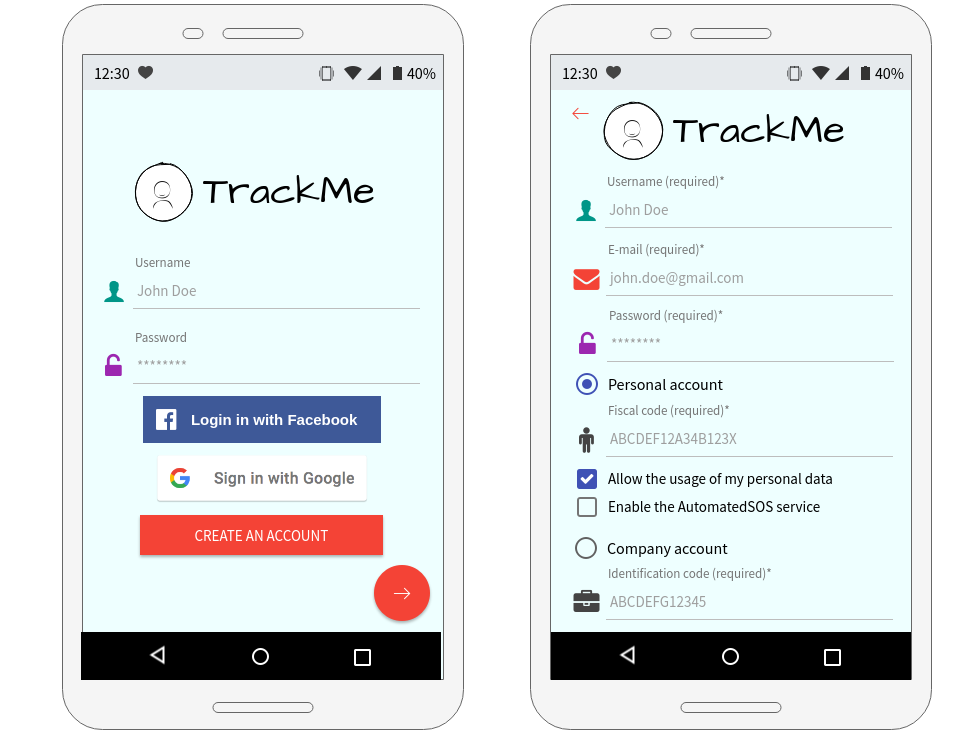 12:30
40%
TrackMe
Username
John Doe
Password
********
Login in with Facebook
Sign in with Google
CREATE AN ACCOUNT
12:30
40%
TrackMe
Username (required)*
John Doe
E-mail (required)*
john.doe@gmail.com
Password (required)*
********
Personal account
Fiscal code (required)*
ABCDEF12A34B123X
Allow the usage of my personal data
Enable the AutomatedSOS service
Company account
Identification code (required)*
ABCDEFG12345